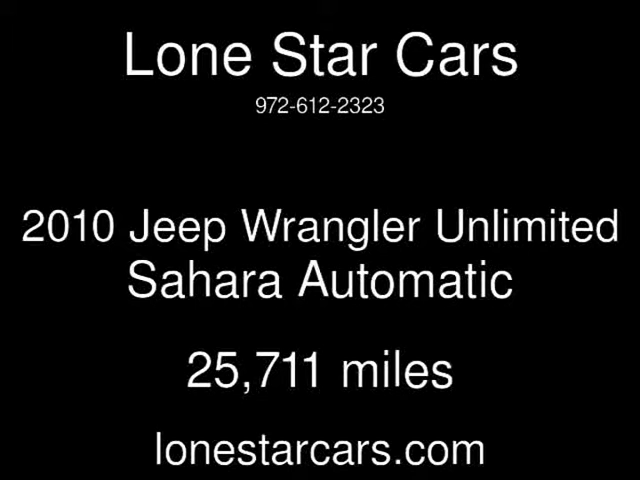 Lone Star Cars
972-612-2323
2010 Jeep Wrangler Unlimited
Sahara Automatic
25,711 miles
lonestarcars.com